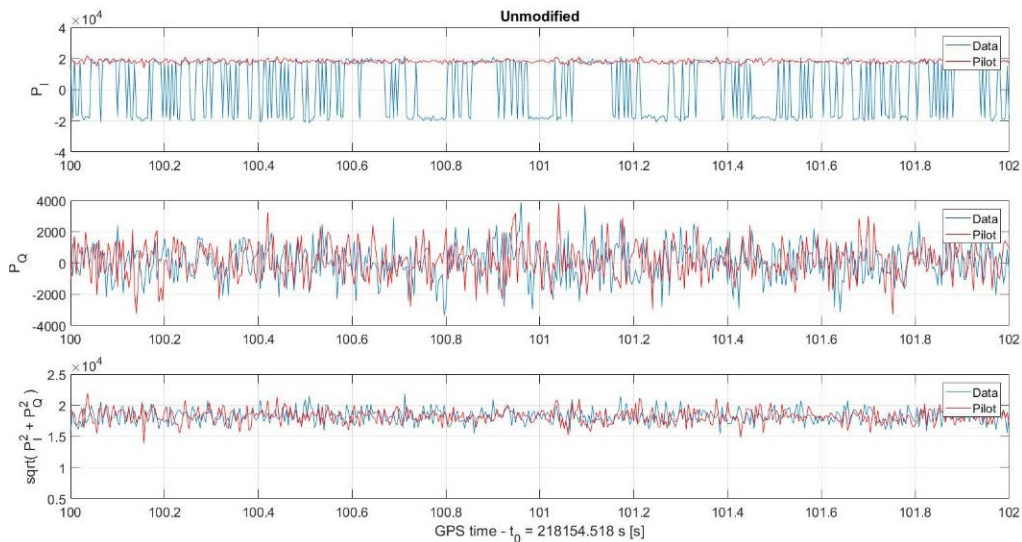 Unmodified
×10⁴
4
2
0
-2
-4
P_I
Data
Pilot
100 100.2 100.4 100.6 100.8 101 101.2 101.4 101.6 101.8 102
4000
2000
0
-2000
-4000
P_Q
Data
Pilot
100 100.2 100.4 100.6 100.8 101 101.2 101.4 101.6 101.8 102
×10⁴
2.5
2
1.5
1
0.5
sqrt( P_I^2 + P_Q^2 )
Data
Pilot
100 100.2 100.4 100.6 100.8 101 101.2 101.4 101.6 101.8 102
GPS time - t_0 = 218154.518 s [s]